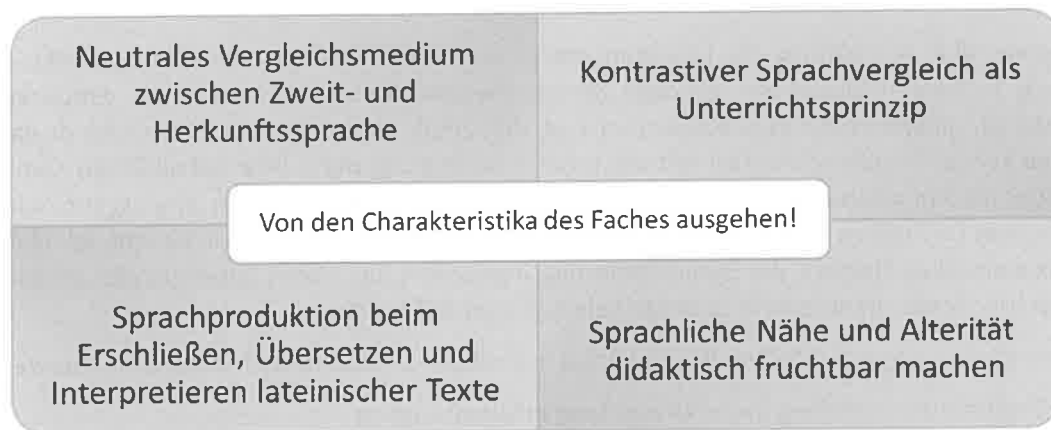 Neutrales Vergleichsmedium
zwischen Zweit- und
Herkunftssprache
Kontrastiver Sprachvergleich als
Unterrichtsprinzip
Von den Charakteristika des Faches ausgehen!
Sprachproduktion beim
Erschließen, Übersetzen und
Interpretieren lateinischer Texte
Sprachliche Nähe und Alterität
didaktisch fruchtbar machen